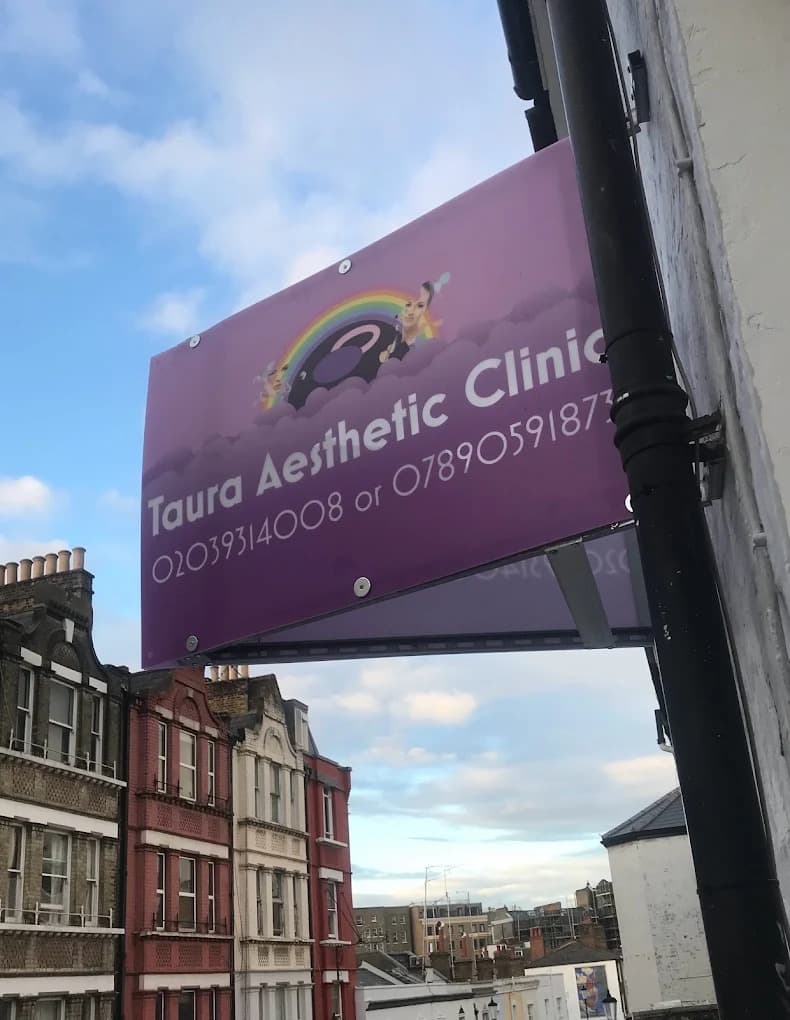 Taura Aesthetic Clinic
02039314008 or 07890591873